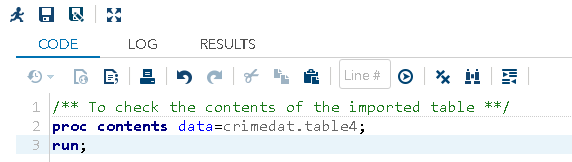 CODE LOG RESULTS
Line #
1 /** To check the contents of the imported table **/
2 proc contents data=crimedat.table4;
3 run;